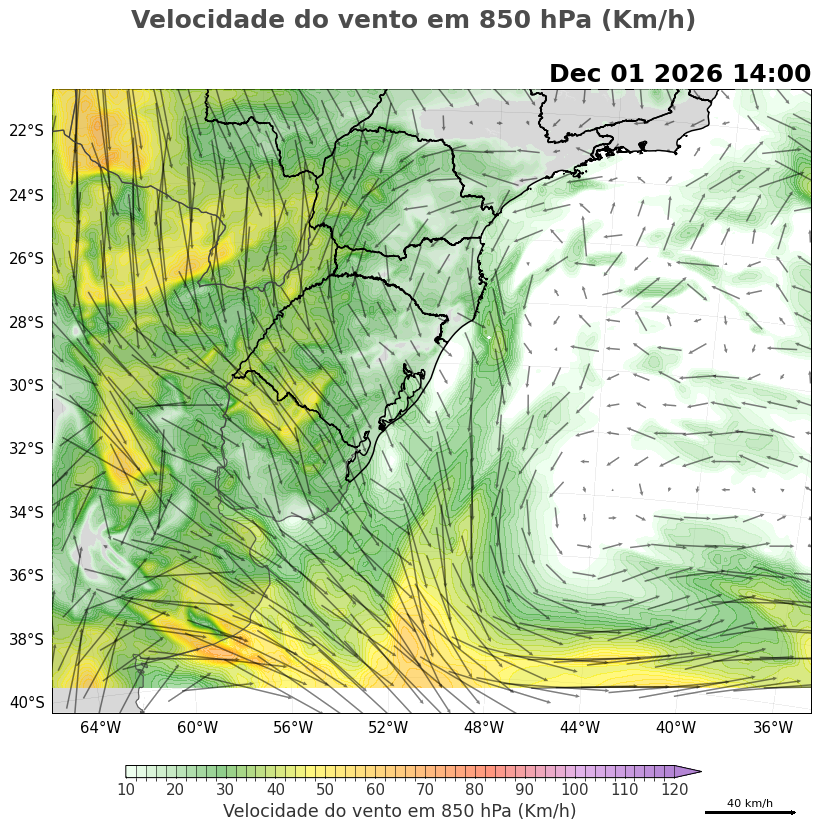 Velocidade do vento em 850 hPa (Km/h)
Dec 01 2026 14:00
22°S
24°S
26°S
28°S
30°S
32°S
34°S
36°S
38°S
40°S
64°W 60°W 56°W 52°W 48°W 44°W 40°W 36°W
10 20 30 40 50 60 70 80 90 100 110 120
Velocidade do vento em 850 hPa (Km/h)
40 km/h